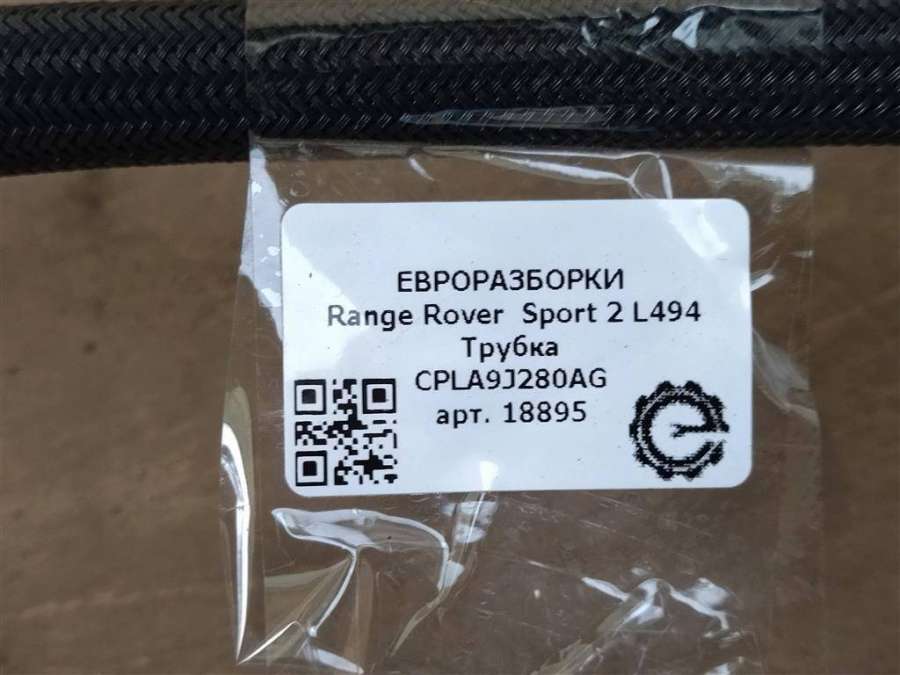 ЕВРОРАЗБОРКИ
Range Rover Sport 2 L494
Трубка
CPLA9J280AG
арт. 18895